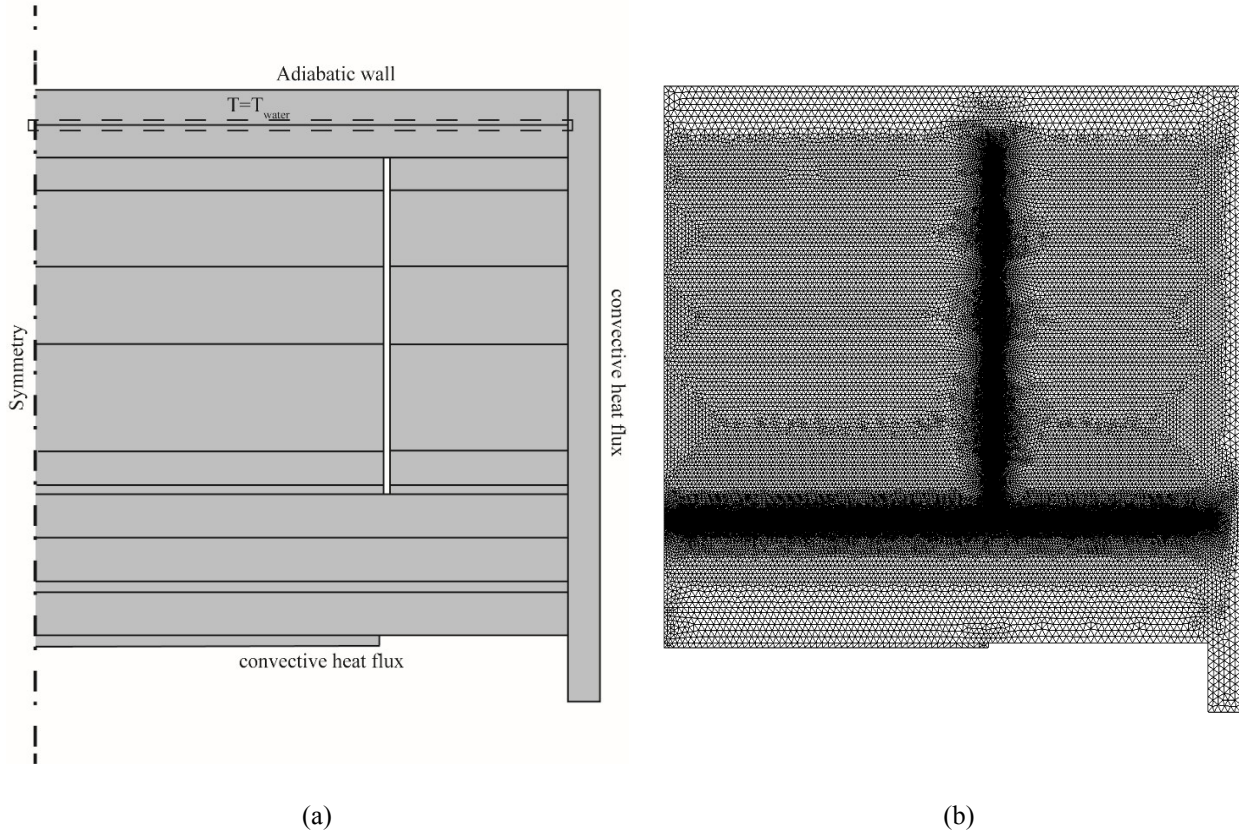 Adiabatic wall
T=T_water
Symmetry
convective heat flux
convective heat flux
(a)
(b)